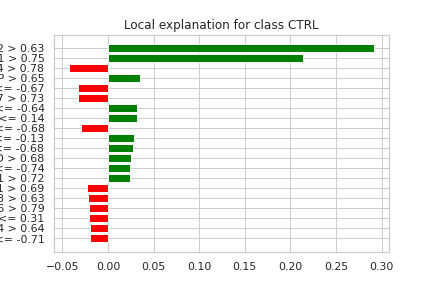 Local explanation for class CTRL
2 > 0.63
1 > 0.75
4 > 0.78
P > 0.65
<= -0.67
7 > 0.73
<= -0.64
<= 0.14
<= -0.68
<= -0.13
<= -0.68
> 0.68
<= -0.74
1 > 0.72
1 > 0.69
3 > 0.63
> 0.79
<= 0.31
4 > 0.64
<= -0.71
−0.05 0.00 0.05 0.10 0.15 0.20 0.25 0.30